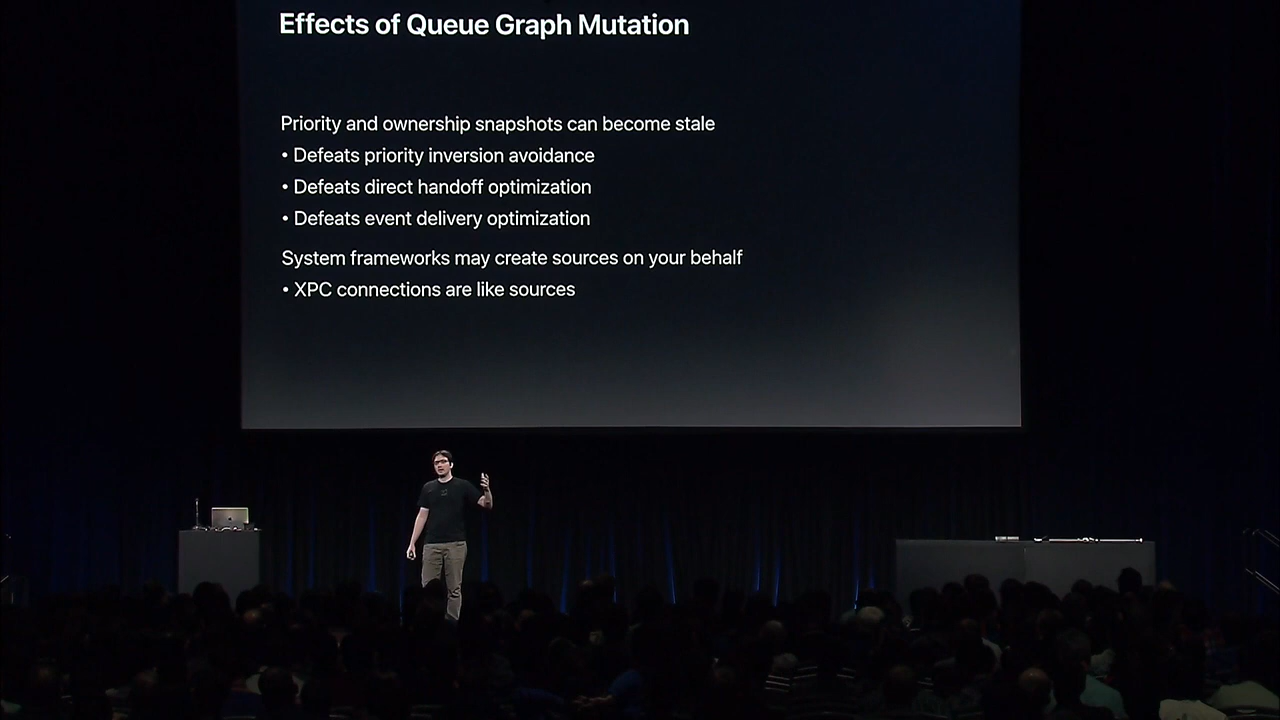 Effects of Queue Graph Mutation
Priority and ownership snapshots can become stale
• Defeats priority inversion avoidance
• Defeats direct handoff optimization
• Defeats event delivery optimization
System frameworks may create sources on your behalf
• XPC connections are like sources